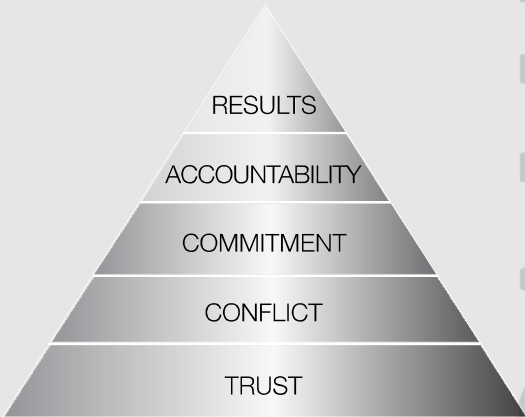 RESULTS
ACCOUNTABILITY
COMMITMENT
CONFLICT
TRUST